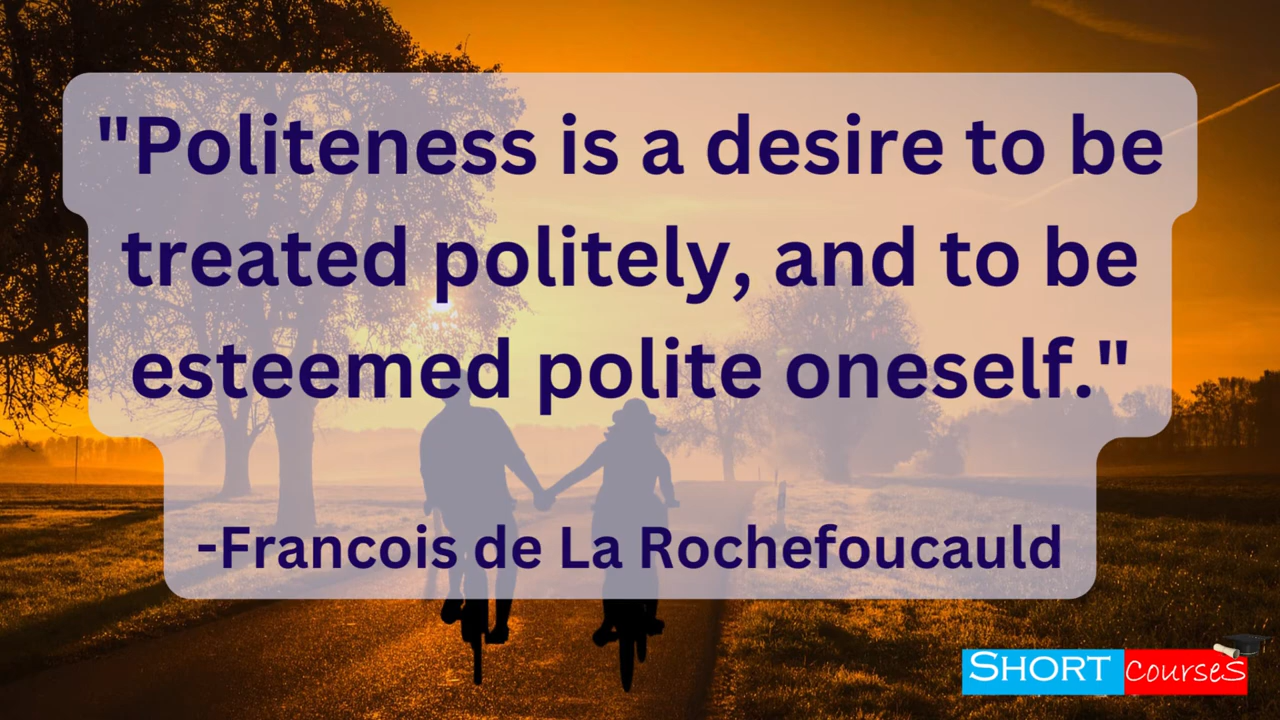 "Politeness is a desire to be
treated politely, and to be
esteemed polite oneself."
-Francois de La Rochefoucauld
SHORT courses